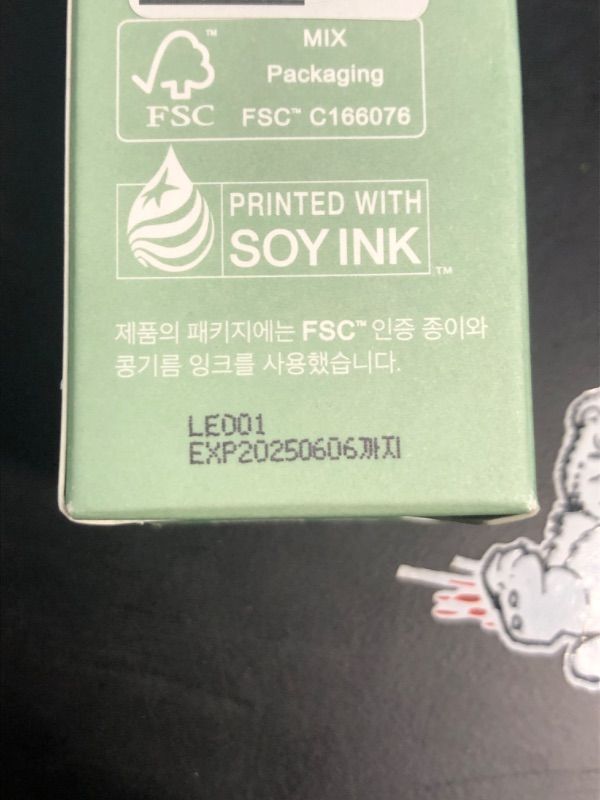 FSC™
MIX
Packaging
FSC™ C166076
PRINTED WITH
SOY INK™
제품의 패키지에는 FSC™ 인증 종이와
콩기름 잉크를 사용했습니다.
LED01
EXP20250606까지